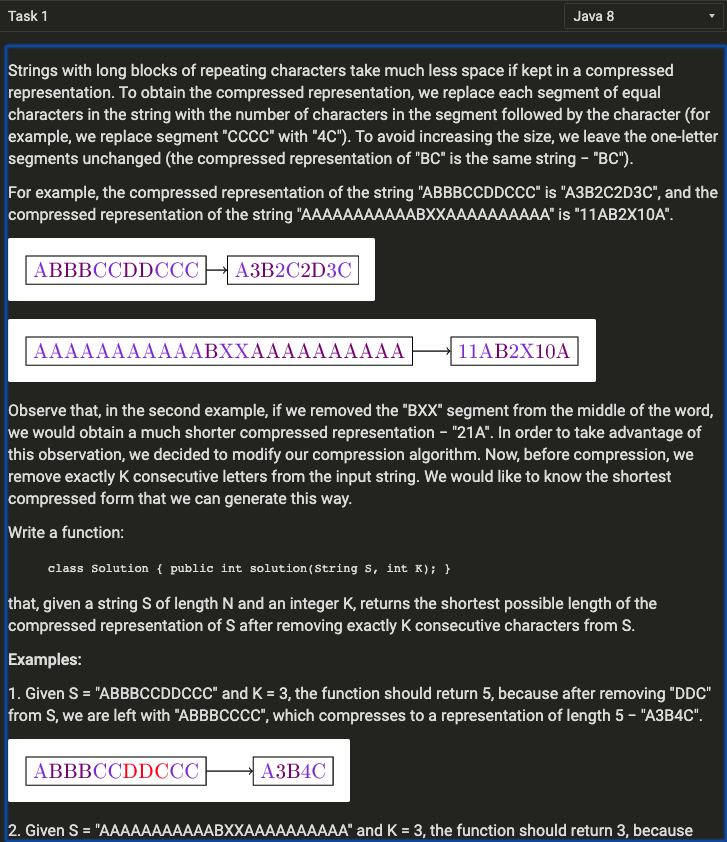 Task 1
Java 8
Strings with long blocks of repeating characters take much less space if kept in a compressed
representation. To obtain the compressed representation, we replace each segment of equal
characters in the string with the number of characters in the segment followed by the character (for
example, we replace segment "CCCC" with "4C"). To avoid increasing the size, we leave the one-letter
segments unchanged (the compressed representation of "BC" is the same string − "BC").
For example, the compressed representation of the string "ABBBCCDDCCC" is "A3B2C2D3C", and the
compressed representation of the string "AAAAAAAAAAABXXAAAAAAAAAA" is "11AB2X10A".
ABBBCCDDCCC → A3B2C2D3C
AAAAAAAAAAABXXAAAAAAAAAA → 11AB2X10A
Observe that, in the second example, if we removed the "BXX" segment from the middle of the word,
we would obtain a much shorter compressed representation − "21A". In order to take advantage of
this observation, we decided to modify our compression algorithm. Now, before compression, we
remove exactly K consecutive letters from the input string. We would like to know the shortest
compressed form that we can generate this way.
Write a function:
class Solution { public int solution(String S, int K); }
that, given a string S of length N and an integer K, returns the shortest possible length of the
compressed representation of S after removing exactly K consecutive characters from S.
Examples:
1. Given S = "ABBBCCDDCCC" and K = 3, the function should return 5, because after removing "DDC"
from S, we are left with "ABBBCCCC", which compresses to a representation of length 5 − "A3B4C".
ABBBCCDDCCC → A3B4C
2. Given S = "AAAAAAAAAAABXXAAAAAAAAAA" and K = 3, the function should return 3, because